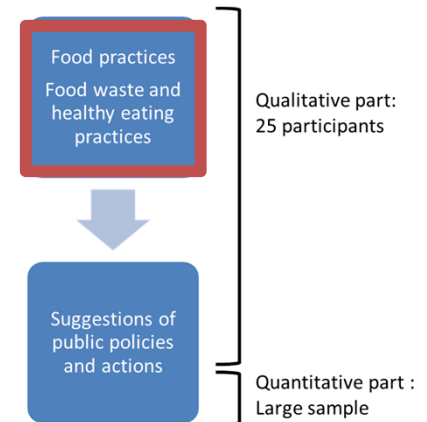 Food practices
Food waste and
healthy eating
practices
Qualitative part:
25 participants
Suggestions of
public policies
and actions
Quantitative part :
Large sample